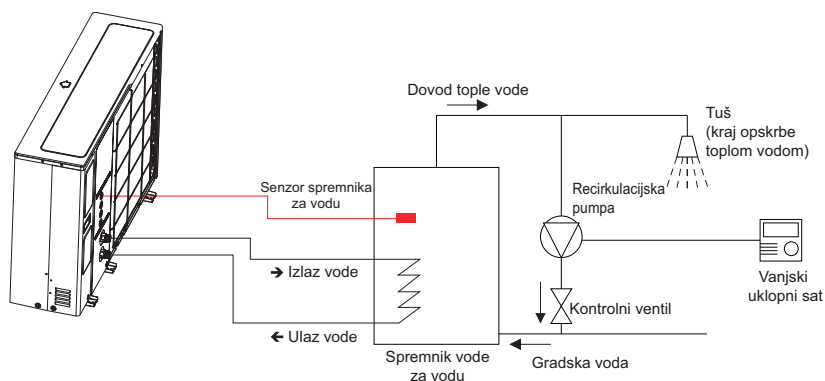 Dovod tople vode
Tuš
(kraj opskrbe
toplom vodom)
Senzor spremnika
za vodu
Recirkulacijska
pumpa
→ Izlaz vode
Vanjski
uklopni sat
Kontrolni ventil
← Ulaz vode
Spremnik vode
za vodu
Gradska voda